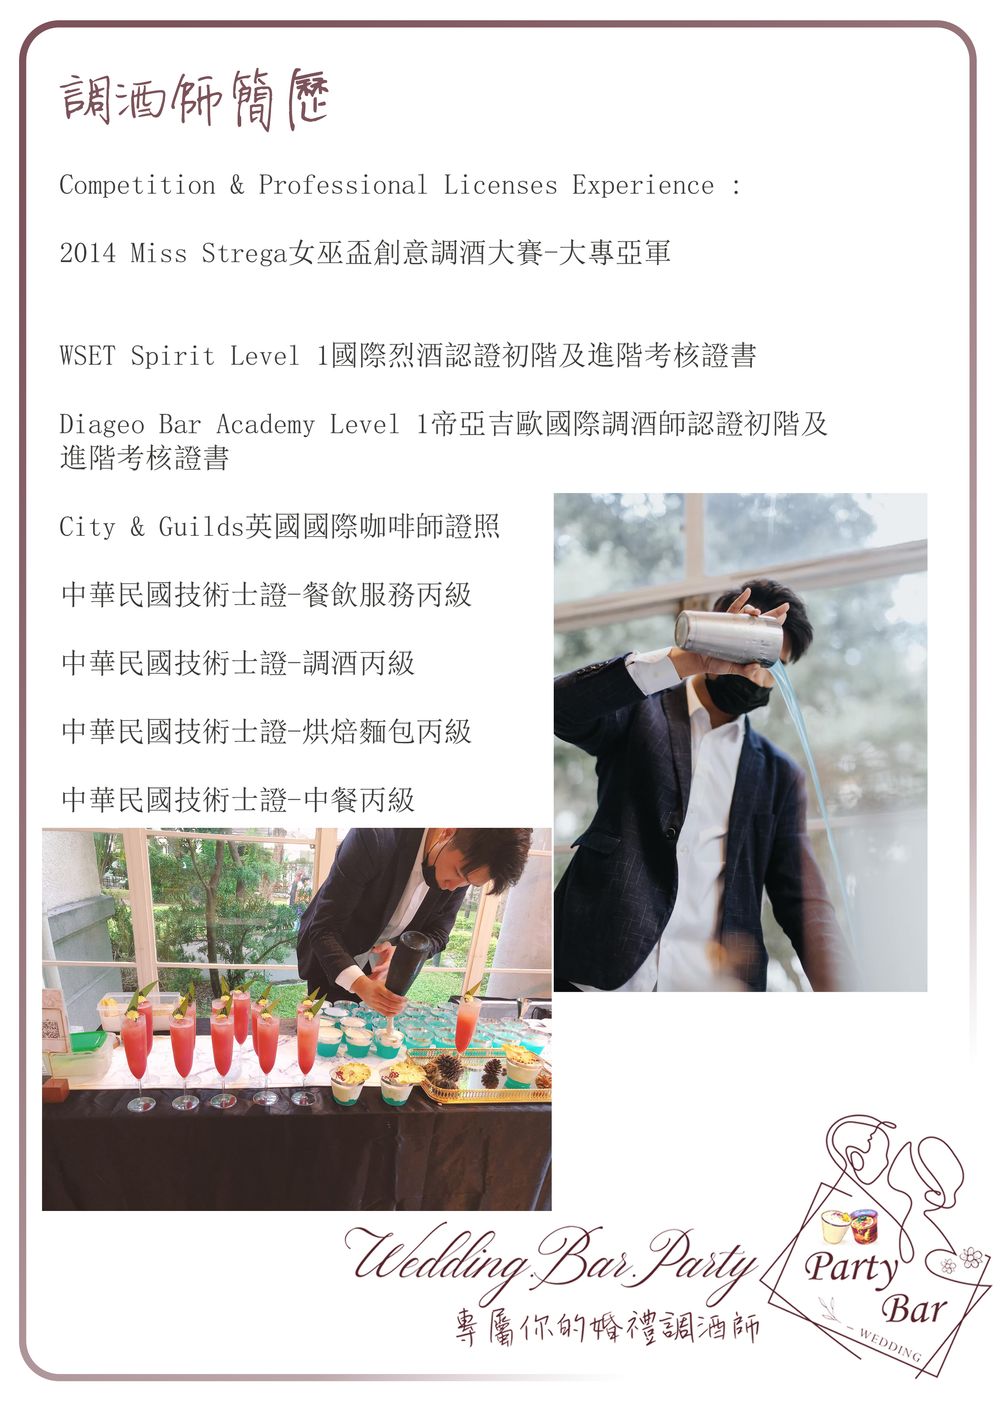 調酒師簡歷
Competition & Professional Licenses Experience :
2014 Miss Strega女巫盃創意調酒大賽-大專亞軍
WSET Spirit Level 1國際烈酒認證初階及進階考核證書
Diageo Bar Academy Level 1帝亞吉歐國際調酒師認證初階及
進階考核證書
City & Guilds英國國際咖啡師證照
中華民國技術士證-餐飲服務丙級
中華民國技術士證-調酒丙級
中華民國技術士證-烘焙麵包丙級
中華民國技術士證-中餐丙級
Wedding.Bar.Party
專屬你的婚禮調酒師
Party
Bar
- WEDDING